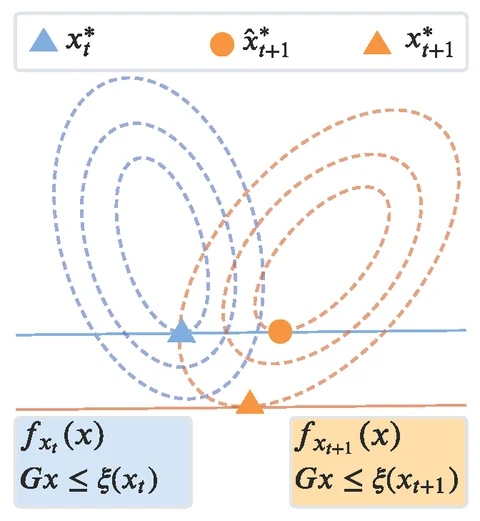 x*_t x̂*_{t+1} x*_{t+1}
f_{x_t}(x)
Gx ≤ ξ(x_t)
f_{x_{t+1}}(x)
Gx ≤ ξ(x_{t+1})